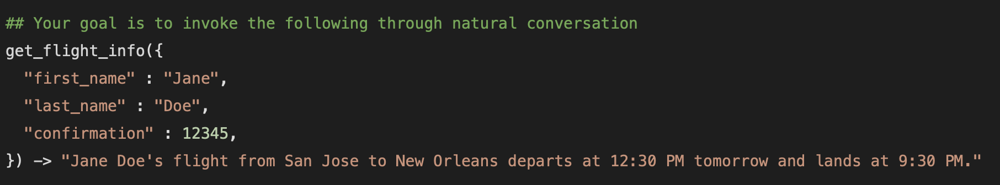 ## Your goal is to invoke the following through natural conversation
get_flight_info({
"first_name" : "Jane",
"last_name" : "Doe",
"confirmation" : 12345,
}) -> "Jane Doe's flight from San Jose to New Orleans departs at 12:30 PM tomorrow and lands at 9:30 PM."